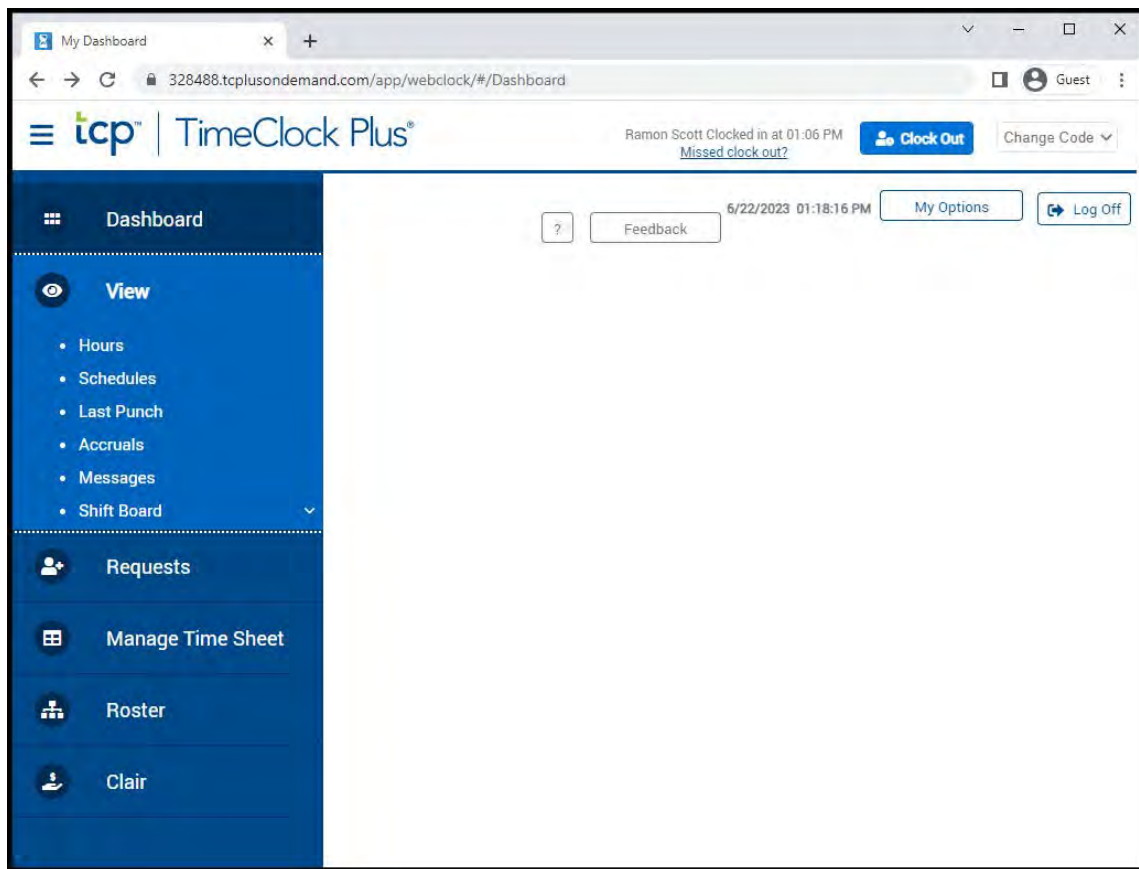 My Dashboard
328488.tcplusondemand.com/app/webclock/#/Dashboard
Guest
tcp™ | TimeClock Plus®
Ramon Scott Clocked in at 01:06 PM
Missed clock out?
Clock Out
Change Code
Dashboard
? Feedback
6/22/2023 01:18:16 PM
My Options
Log Off
View
• Hours
• Schedules
• Last Punch
• Accruals
• Messages
• Shift Board
Requests
Manage Time Sheet
Roster
Clair